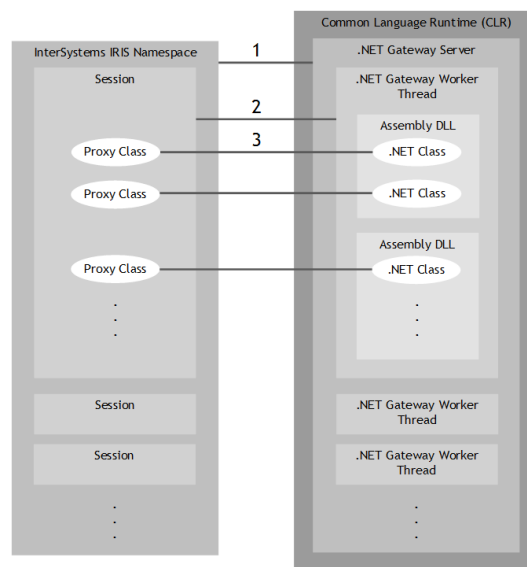 Common Language Runtime (CLR)
InterSystems IRIS Namespace
1
.NET Gateway Server
Session
.NET Gateway Worker
Thread
2
Assembly DLL
3
Proxy Class
.NET Class
Proxy Class
.NET Class
Assembly DLL
Proxy Class
.NET Class
Session
.NET Gateway Worker
Thread
Session
.NET Gateway Worker
Thread